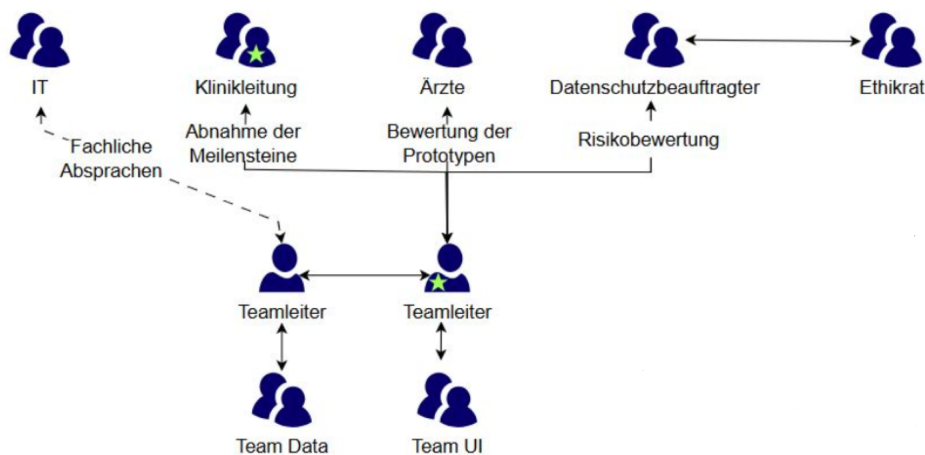 IT
Klinikleitung
Ärzte
Datenschutzbeauftragter
Ethikrat
Fachliche
Absprachen
Abnahme der
Meilensteine
Bewertung der
Prototypen
Risikobewertung
Teamleiter
Teamleiter
Team Data
Team UI